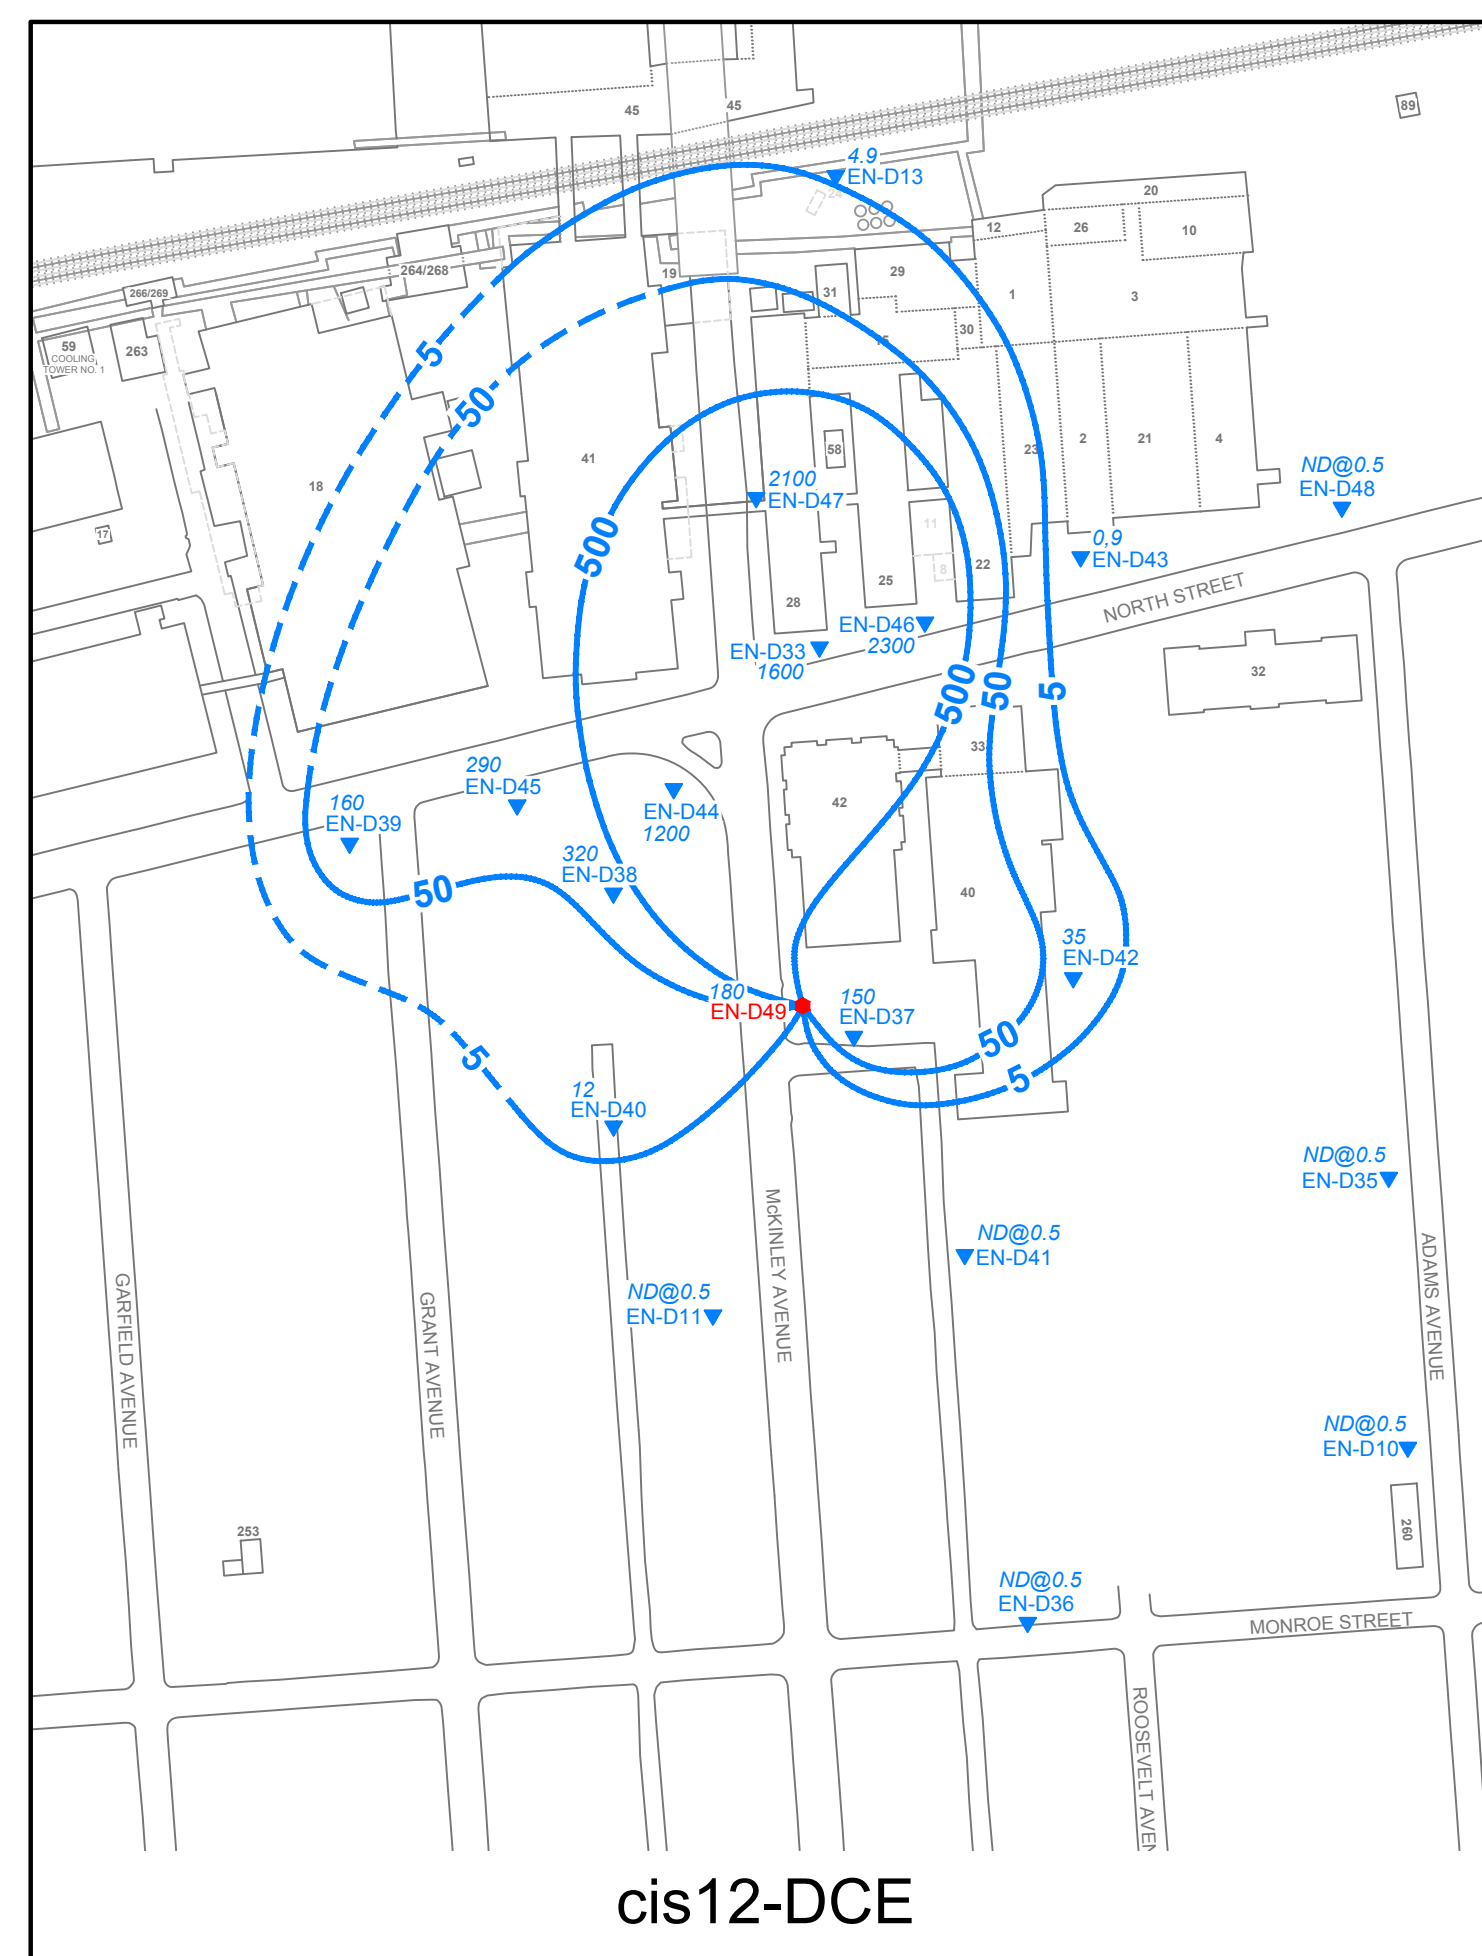 45
45
89
4.9
EN-D13
24
20
12
26
10
264/268
19
29
266/269
31
1
3
59
COOLING
TOWER NO. 1
263
30
15
5
50
41
58
23
2
21
4
18
2100
EN-D47
ND@0.5
EN-D48
17
500
11
0,9
EN-D43
8
22
25
28
NORTH STREET
EN-D46
2300
EN-D33
1600
32
500
50
5
33
290
EN-D45
EN-D44
1200
42
160
EN-D39
320
EN-D38
50
40
35
EN-D42
180
EN-D49
150
EN-D37
50
5
5
12
EN-D40
ND@0.5
EN-D35
ND@0.5
EN-D41
ND@0.5
EN-D11
McKINLEY AVENUE
GARFIELD AVENUE
GRANT AVENUE
ADAMS AVENUE
ND@0.5
EN-D10
260
253
ND@0.5
EN-D36
MONROE STREET
ROOSEVELT AVEN
cis12-DCE